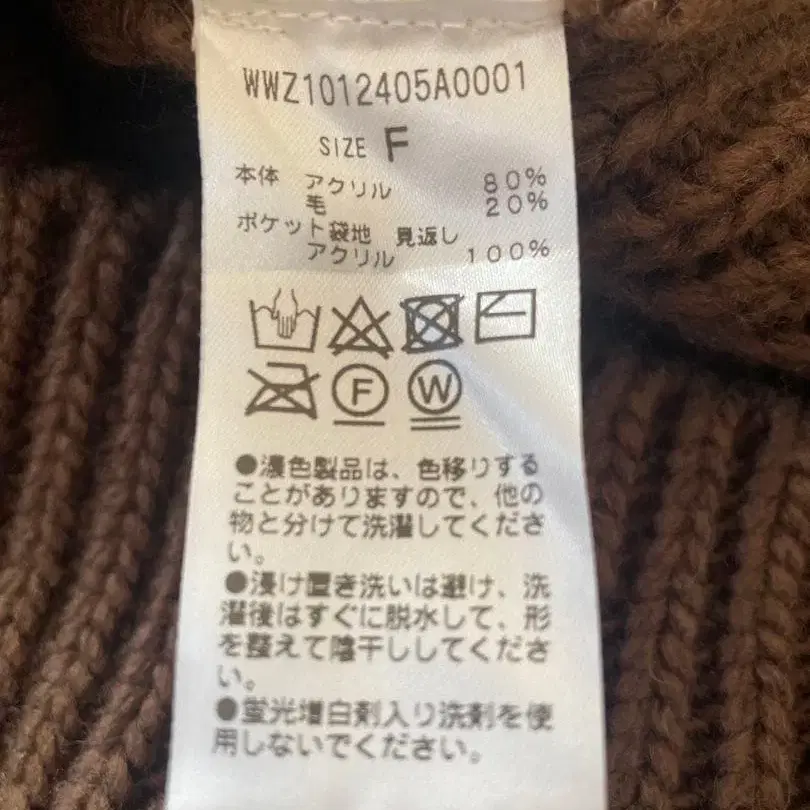 WWZ1012405A0001
SIZE F
本体 アクリル 80%
毛 20%
ポケット袋地 見返し
アクリル 100%
F W
●濃色製品は、色移りする
ことがありますので、他の
物と分けて洗濯してくださ
い。
●浸け置き洗いは避け、洗
濯後はすぐに脱水して、形
を整えて陰干ししてくださ
い。
●蛍光増白剤入り洗剤を使
用しないでください。